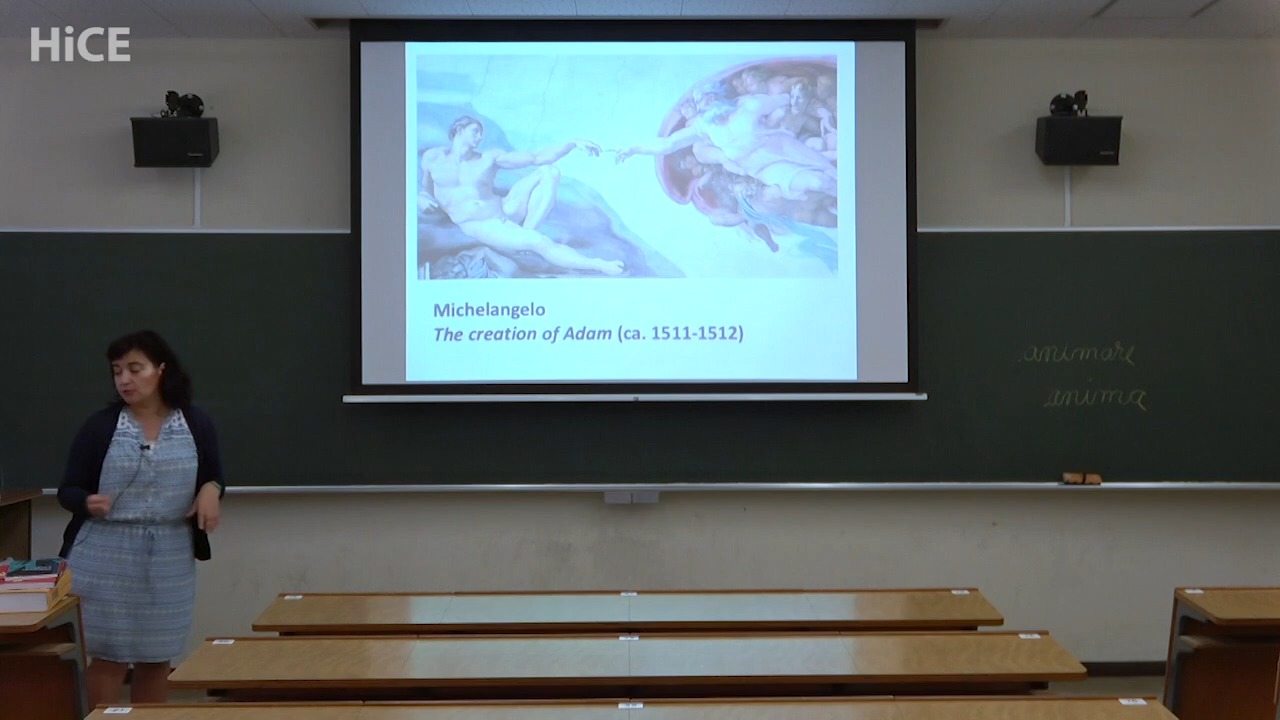 HiCE
Michelangelo
The creation of Adam (ca. 1511-1512)
animare
anima